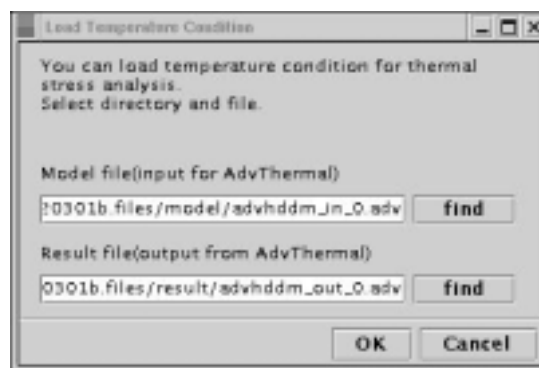 Load Temperature Condition
You can load temperature condition for thermal
stress analysis.
Select directory and file.
Model file(input for AdvThermal)
20301b.files/model/advhddm_in_0.adv find
Result file(output from AdvThermal)
0301b.files/result/advhddm_out_0.adv find
OK Cancel